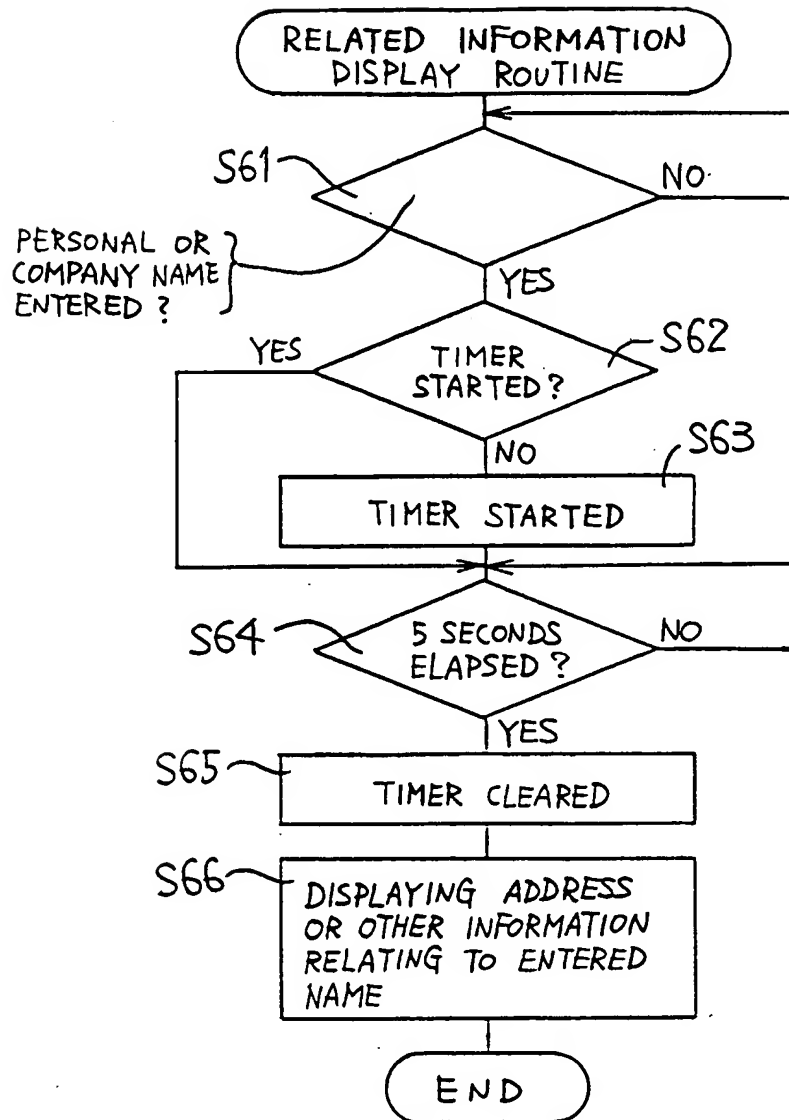 RELATED INFORMATION
DISPLAY ROUTINE
S61
NO
PERSONAL OR
COMPANY NAME
ENTERED ?
YES
YES
TIMER
STARTED ?
S62
NO
S63
TIMER STARTED
S64
5 SECONDS
ELAPSED ?
NO
YES
S65
TIMER CLEARED
S66
DISPLAYING ADDRESS
OR OTHER INFORMATION
RELATING TO ENTERED
NAME
END